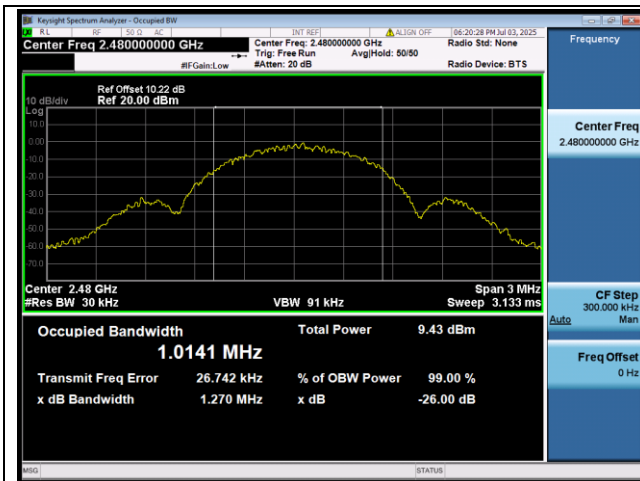 Keysight Spectrum Analyzer - Occupied BW
RL RF 50 Ω AC INT REF ALIGN OFF 06:20:28 PM Jul 03, 2025
Center Freq 2.480000000 GHz
Center Freq: 2.480000000 GHz
Radio Std: None
Trig: Free Run Avg|Hold: 50/50
#IFGain:Low #Atten: 20 dB Radio Device: BTS
Frequency
Ref Offset 10.22 dB
10 dB/div Ref 20.00 dBm
Log
10.0
0.00
-10.0
-20.0
-30.0
-40.0
-50.0
-60.0
-70.0
Center 2.48 GHz Span 3 MHz
#Res BW 30 kHz VBW 91 kHz Sweep 3.133 ms
Occupied Bandwidth Total Power 9.43 dBm
1.0141 MHz
Transmit Freq Error 26.742 kHz % of OBW Power 99.00 %
x dB Bandwidth 1.270 MHz x dB -26.00 dB
Center Freq
2.480000000 GHz
CF Step
300.000 kHz
Auto Man
Freq Offset
0 Hz
MSG STATUS